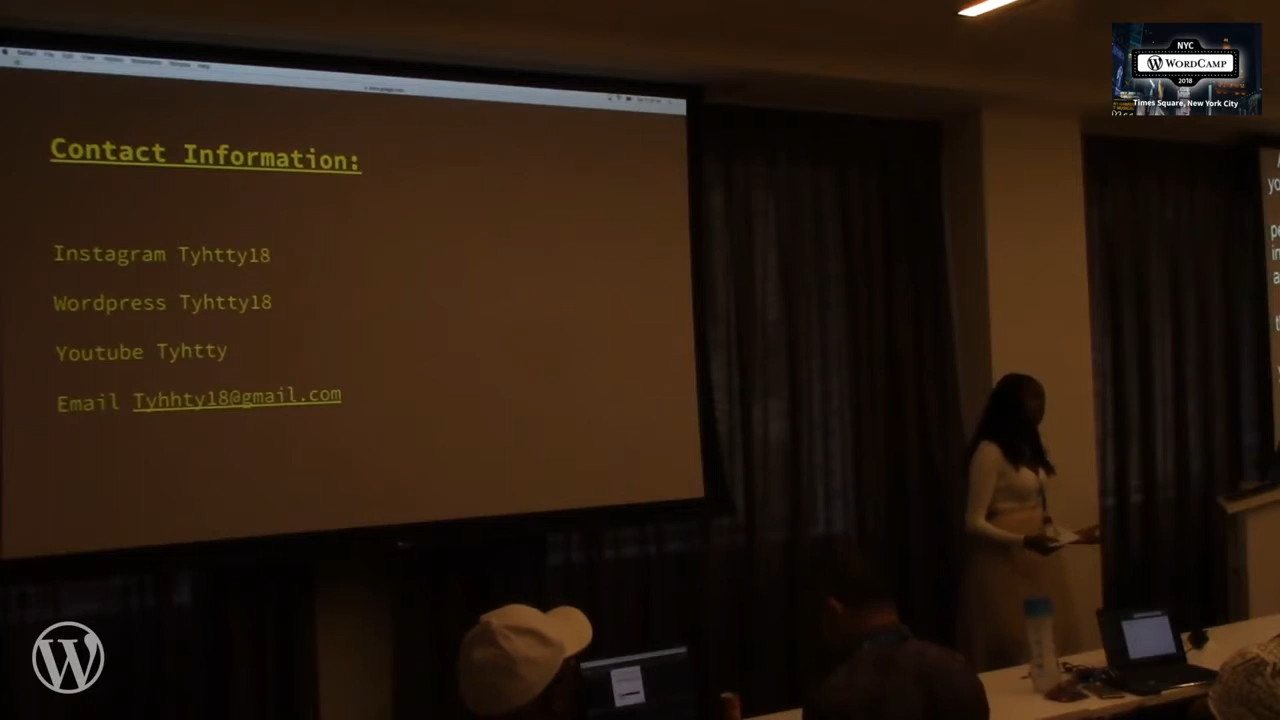 Contact Information:
Instagram Tyhtty18
Wordpress Tyhtty18
Youtube Tyhtty
Email Tyhhty18@gmail.com
NYC
WORDCAMP
2018
Times Square, New York City